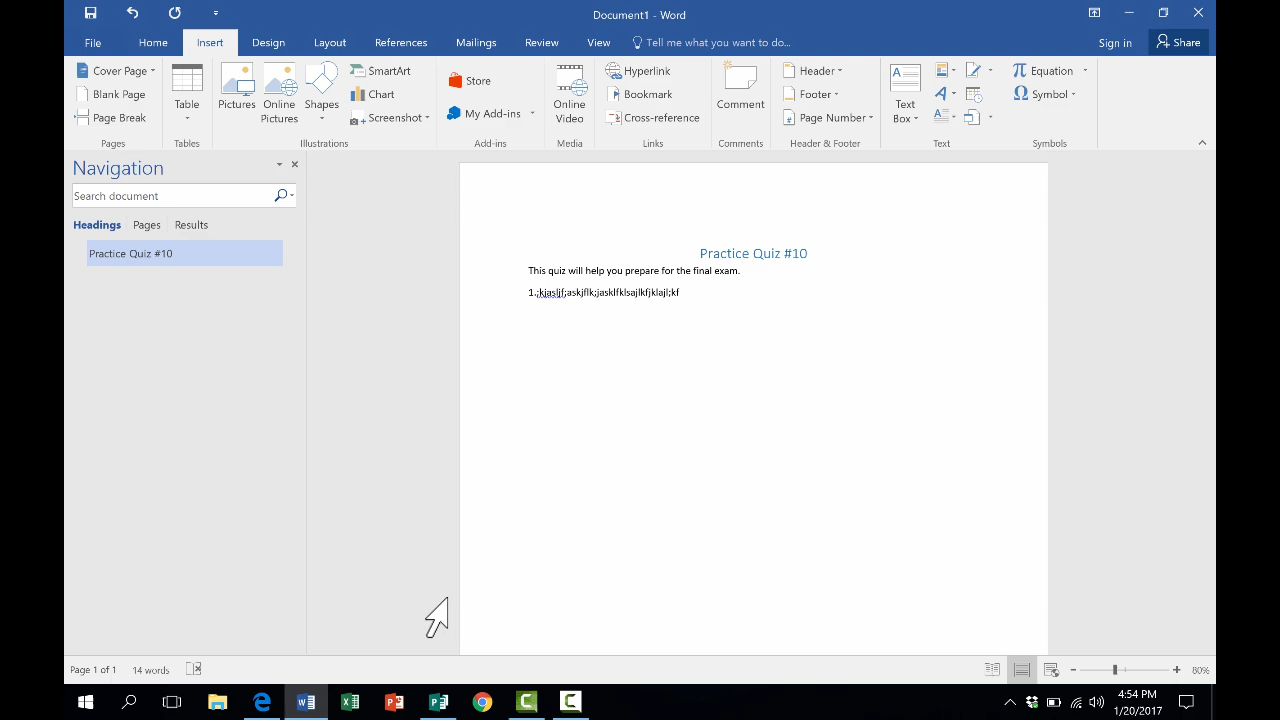 Document1 - Word
File Home Insert Design Layout References Mailings Review View Tell me what you want to do... Sign in Share
Cover Page
Blank Page
Page Break
Pages
Table
Tables
Pictures
Online Pictures
Shapes
SmartArt
Chart
Screenshot
Illustrations
Store
My Add-ins
Add-ins
Online Video
Media
Hyperlink
Bookmark
Cross-reference
Links
Comment
Comments
Header
Footer
Page Number
Header & Footer
Text Box
Text
Equation
Symbol
Symbols
Navigation
Search document
Headings Pages Results
Practice Quiz #10
Practice Quiz #10
This quiz will help you prepare for the final exam.
1.;kjasljf;askjflk;jasklfklsajlkfjklajl;kf
Page 1 of 1 14 words
80%
4:54 PM
1/20/2017